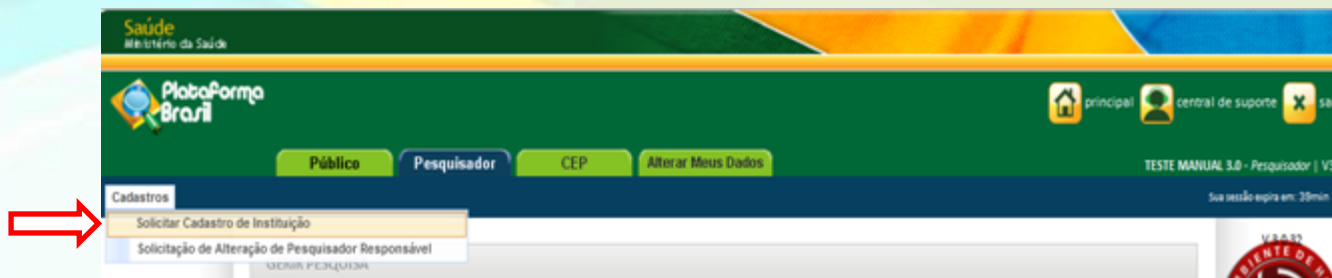 Saúde
Ministério da Saúde
Plataforma
Brasil
principal central de suporte
Público Pesquisador CEP Alterar Meus Dados
TESTE MANUAL 3.0 - Pesquisador |
Cadastros
Sua sessão expira em: 39min
Solicitar Cadastro de Instituição
Solicitação de Alteração de Pesquisador Responsável
GERIR PESQUISA